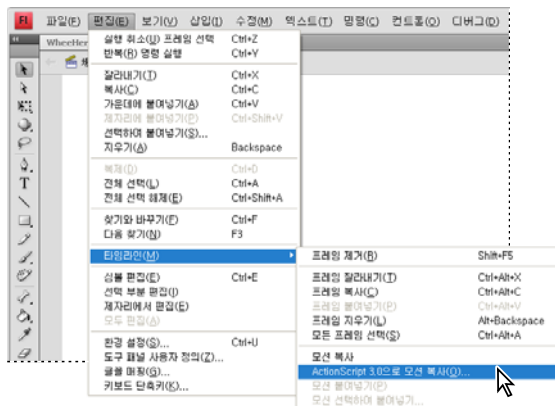 FL 파일(F) 편집(E) 보기(V) 삽입(I) 수정(M) 텍스트(T) 명령(C) 컨트롤(O) 디버그(D)
WheeHer
실행 취소(U) 프레임 선택 Ctrl+Z
반복(R) 명령 실행 Ctrl+Y
잘라내기(T) Ctrl+X
복사(C) Ctrl+C
가운데에 붙여넣기(A) Ctrl+V
제자리에 붙여넣기(P) Ctrl+Shift+V
선택하여 붙여넣기(S)...
지우기(A) Backspace
복제(D) Ctrl+D
전체 선택(L) Ctrl+A
전체 선택 해제(E) Ctrl+Shift+A
찾기와 바꾸기(F) Ctrl+F
다음 찾기(N) F3
타임라인(M)
심볼 편집(E) Ctrl+E
선택 부분 편집(I)
제자리에서 편집(E)
모두 편집(A)
환경 설정(S)... Ctrl+U
도구 패널 사용자 정의(Z)...
글꼴 매핑(G)...
키보드 단축키(K)...
프레임 제거(R) Shift+F5
프레임 잘라내기(T) Ctrl+Alt+X
프레임 복사(C) Ctrl+Alt+C
프레임 붙여넣기(P) Ctrl+Alt+V
프레임 지우기(L) Alt+Backspace
모든 프레임 선택(S) Ctrl+Alt+A
모션 복사
ActionScript 3.0으로 모션 복사(O)...
모션 붙여넣기(P)
모션 선택하여 붙여넣기...